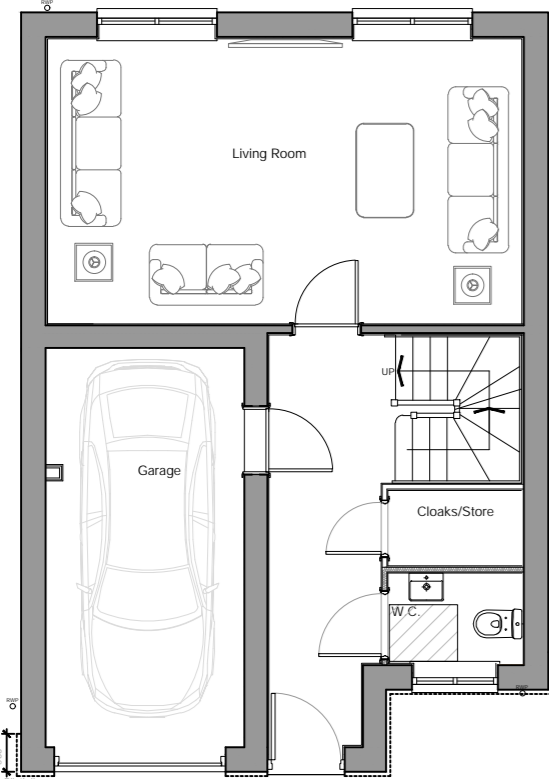 RWP
Living Room
UP
Garage
Cloaks/Store
W.C.
RWP
RWP